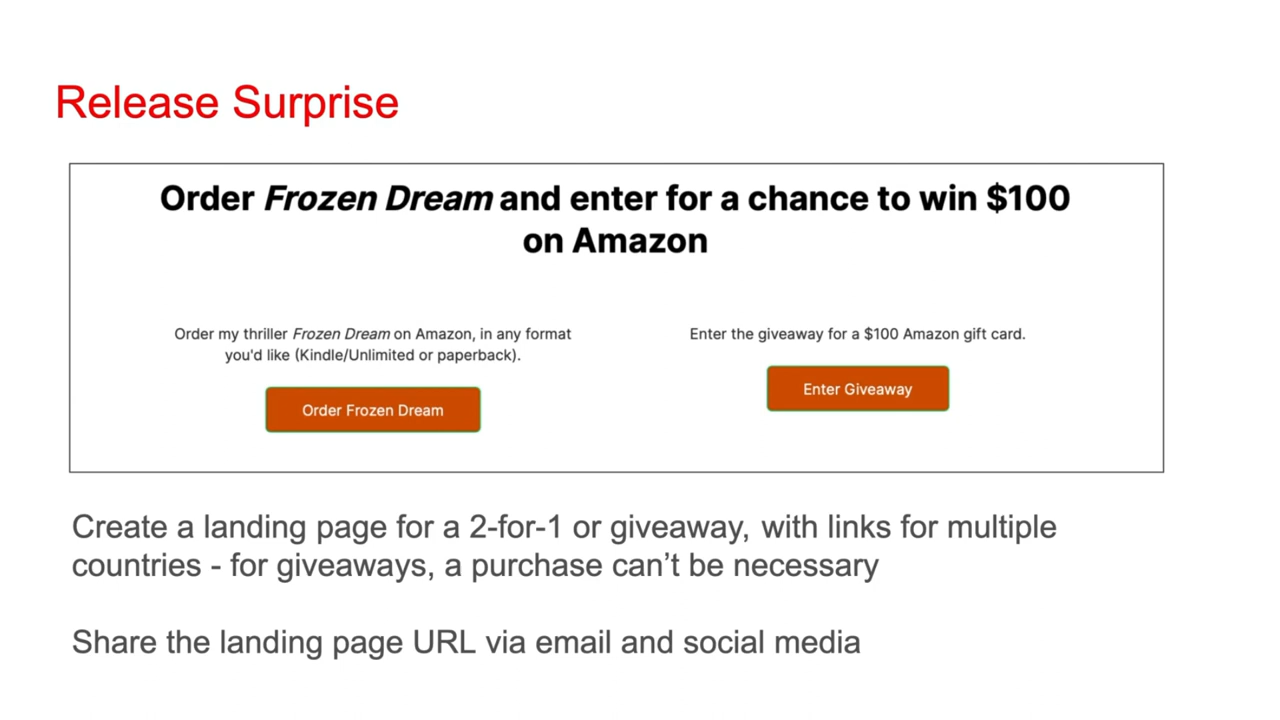 Release Surprise
Order Frozen Dream and enter for a chance to win $100
on Amazon
Order my thriller Frozen Dream on Amazon, in any format
you'd like (Kindle/Unlimited or paperback).
Order Frozen Dream
Enter the giveaway for a $100 Amazon gift card.
Enter Giveaway
Create a landing page for a 2-for-1 or giveaway, with links for multiple
countries - for giveaways, a purchase can’t be necessary
Share the landing page URL via email and social media